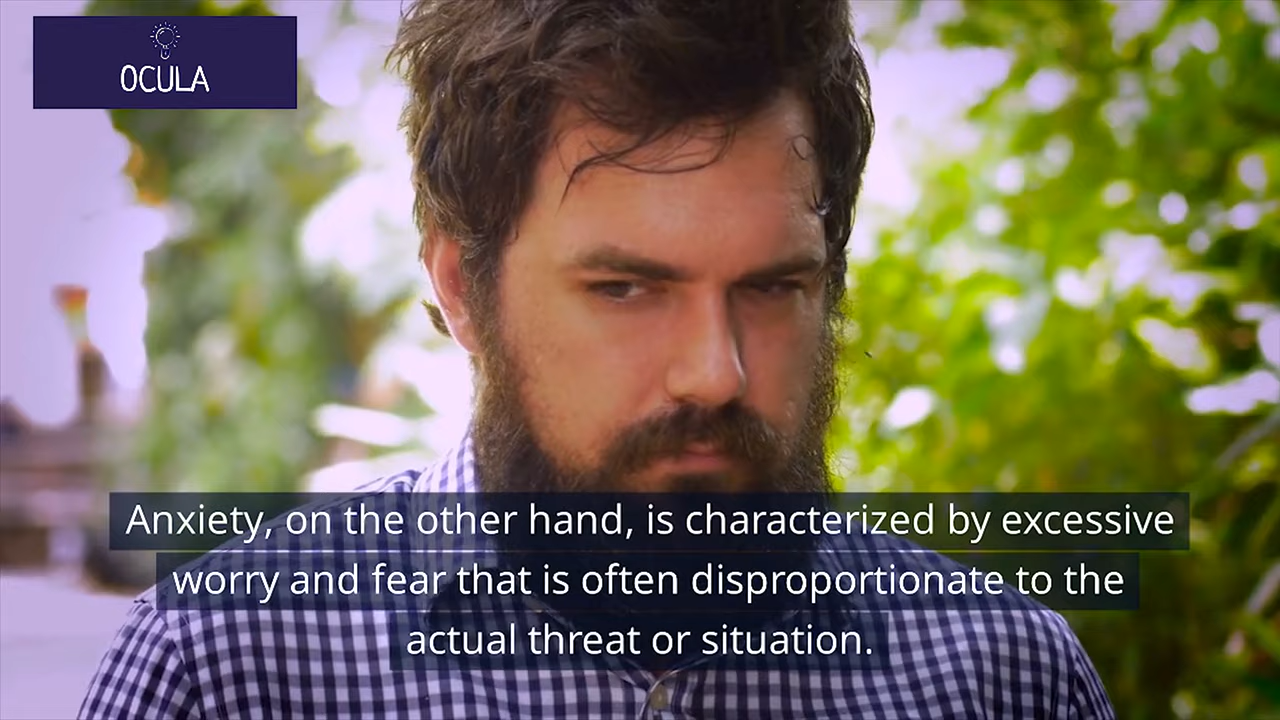 OCULA
Anxiety, on the other hand, is characterized by excessive
worry and fear that is often disproportionate to the
actual threat or situation.